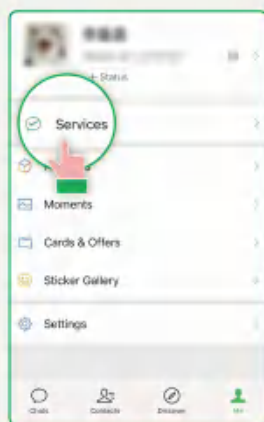 + Status
Services
Moments
Cards & Offers
Sticker Gallery
Settings
Chats
Contacts
Discover
Me